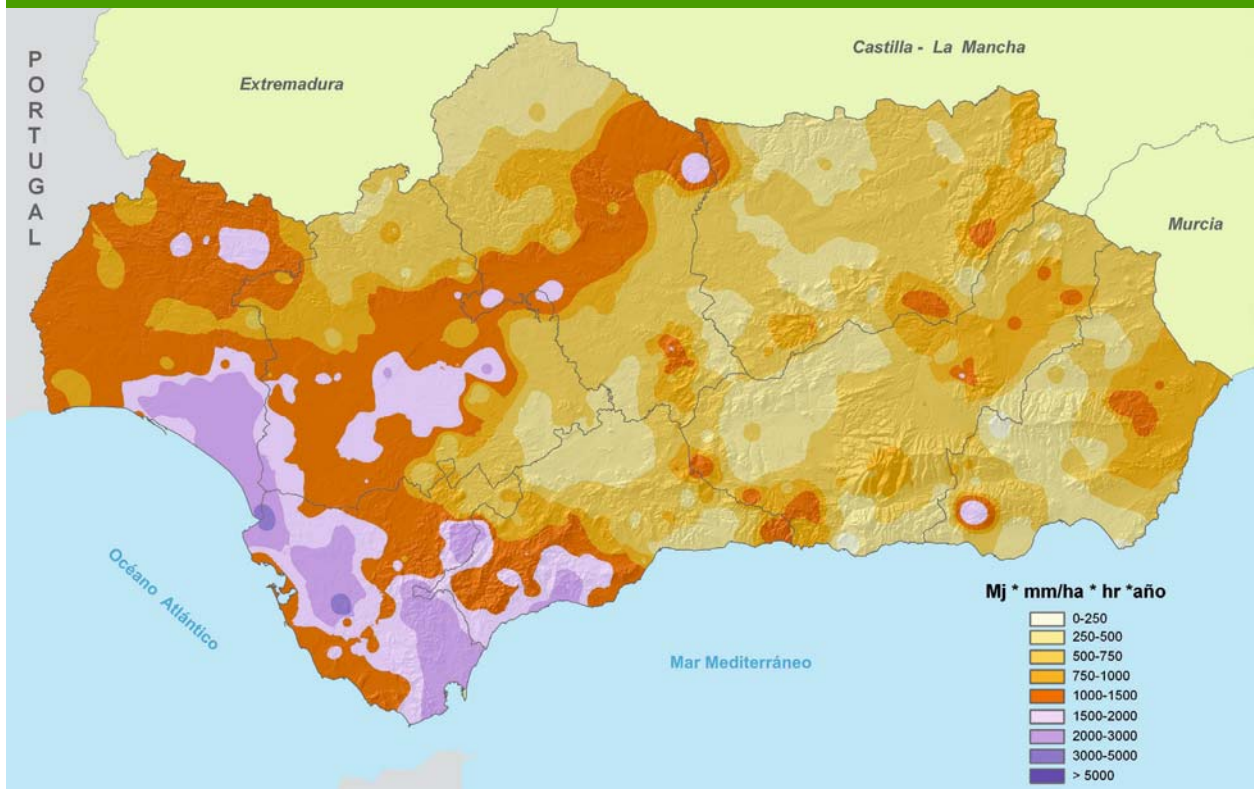 PORTUGAL
Extremadura
Castilla - La Mancha
Murcia
Océano Atlántico
Mar Mediterráneo
Mj * mm/ha * hr *año
0-250
250-500
500-750
750-1000
1000-1500
1500-2000
2000-3000
3000-5000
> 5000